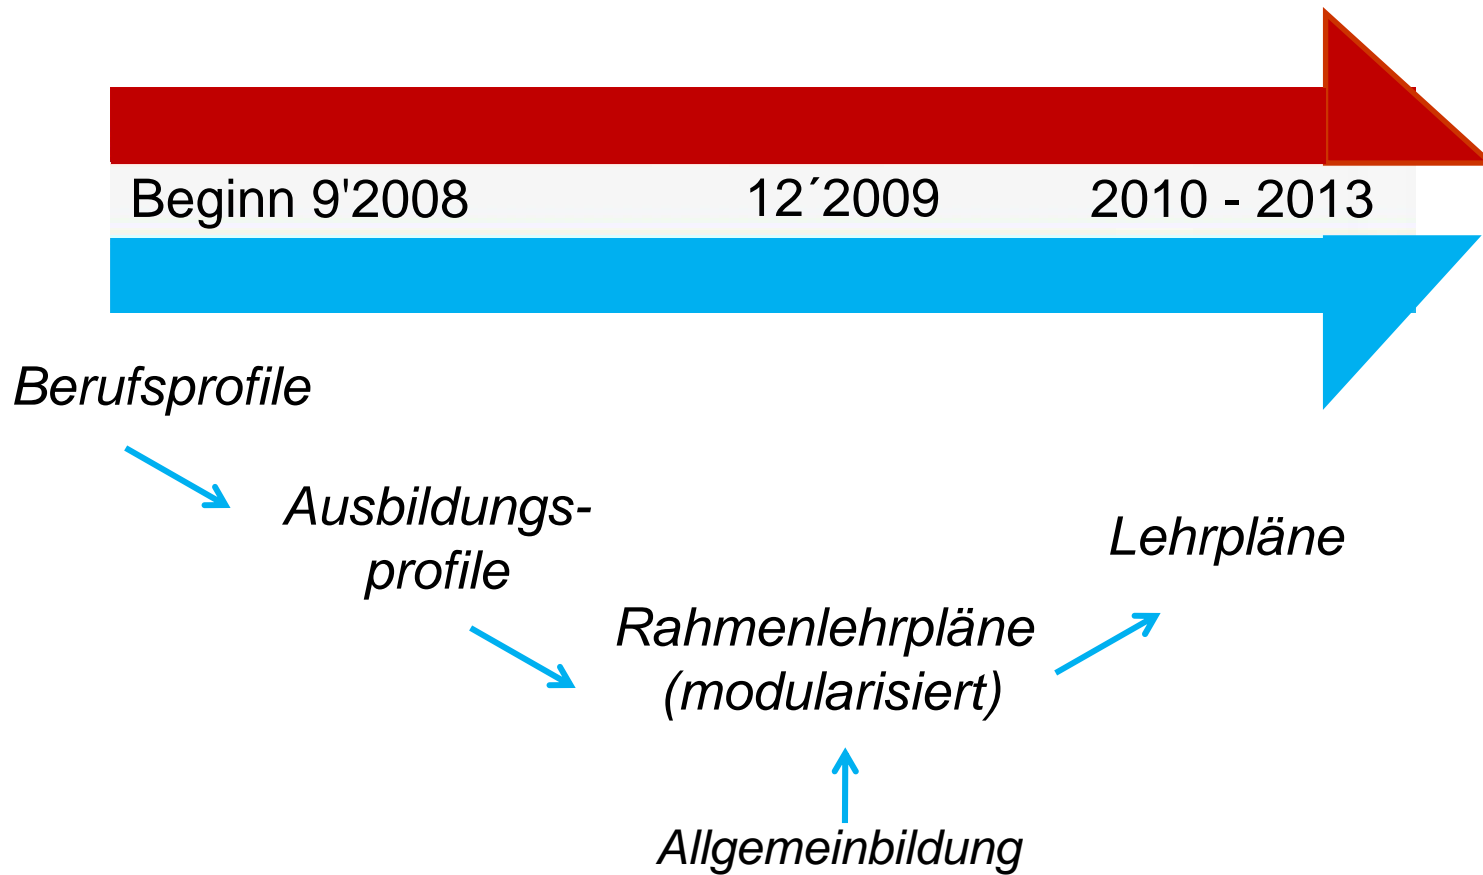 Beginn 9'2008 12´2009 2010 - 2013
Berufsprofile
Ausbildungs-
profile
Lehrpläne
Rahmenlehrpläne
(modularisiert)
Allgemeinbildung